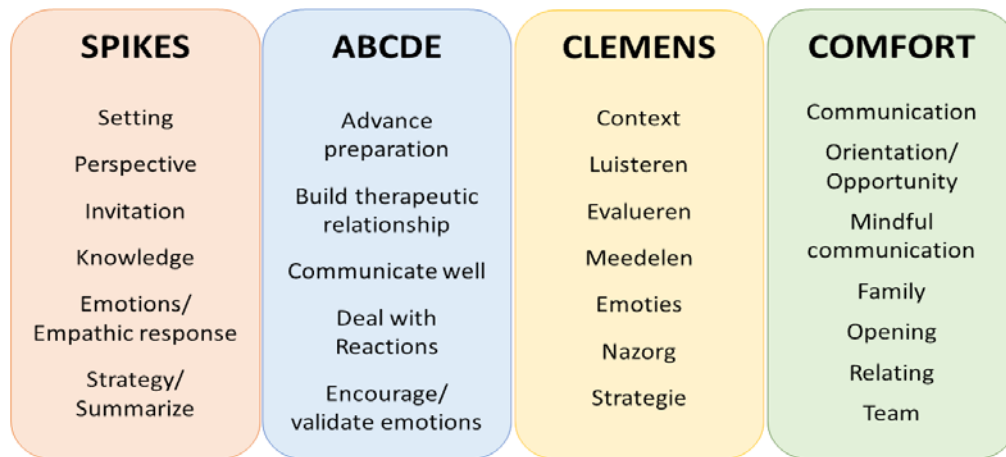 SPIKES
Setting
Perspective
Invitation
Knowledge
Emotions/
Empathic response
Strategy/
Summarize
ABCDE
Advance
preparation
Build therapeutic
relationship
Communicate well
Deal with
Reactions
Encourage/
validate emotions
CLEMENS
Context
Luisteren
Evalueren
Meedelen
Emoties
Nazorg
Strategie
COMFORT
Communication
Orientation/
Opportunity
Mindful
communication
Family
Opening
Relating
Team